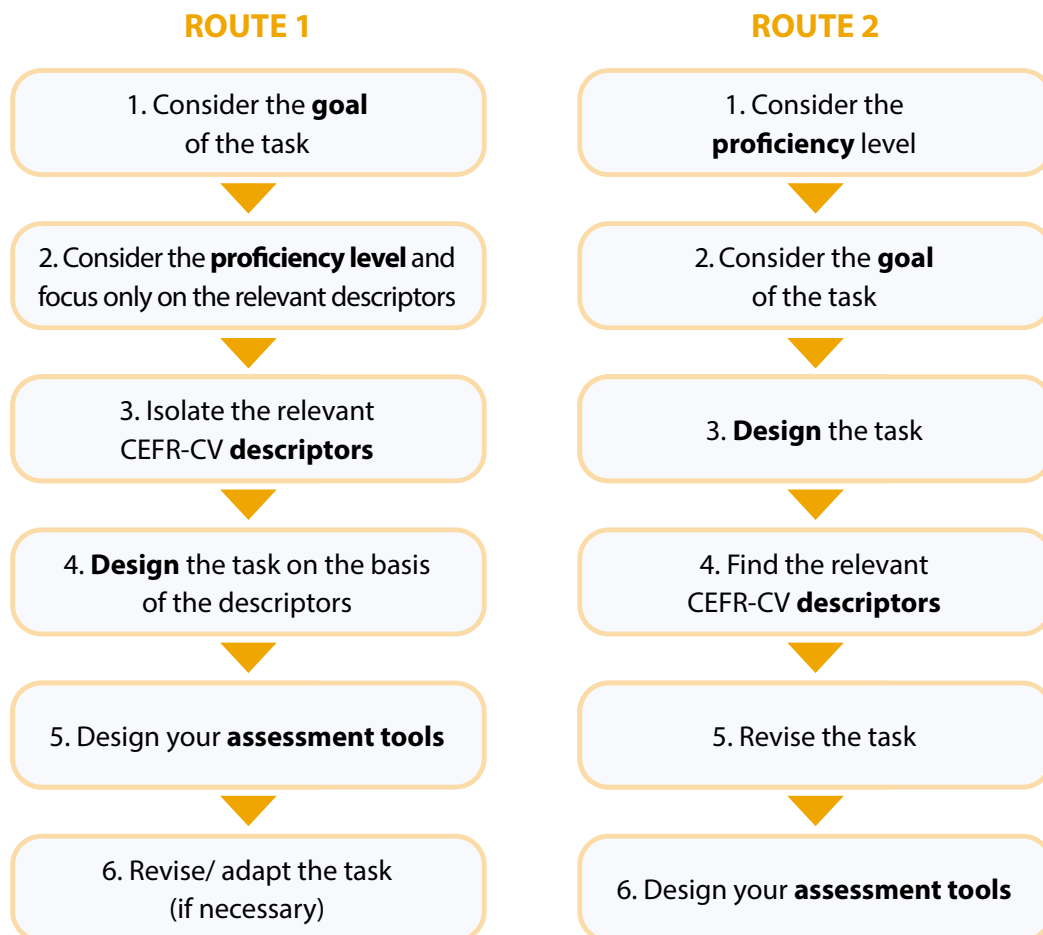 ROUTE 1
1. Consider the goal
of the task
2. Consider the proficiency level and
focus only on the relevant descriptors
3. Isolate the relevant
CEFR-CV descriptors
4. Design the task on the basis
of the descriptors
5. Design your assessment tools
6. Revise/ adapt the task
(if necessary)
ROUTE 2
1. Consider the
proficiency level
2. Consider the goal
of the task
3. Design the task
4. Find the relevant
CEFR-CV descriptors
5. Revise the task
6. Design your assessment tools